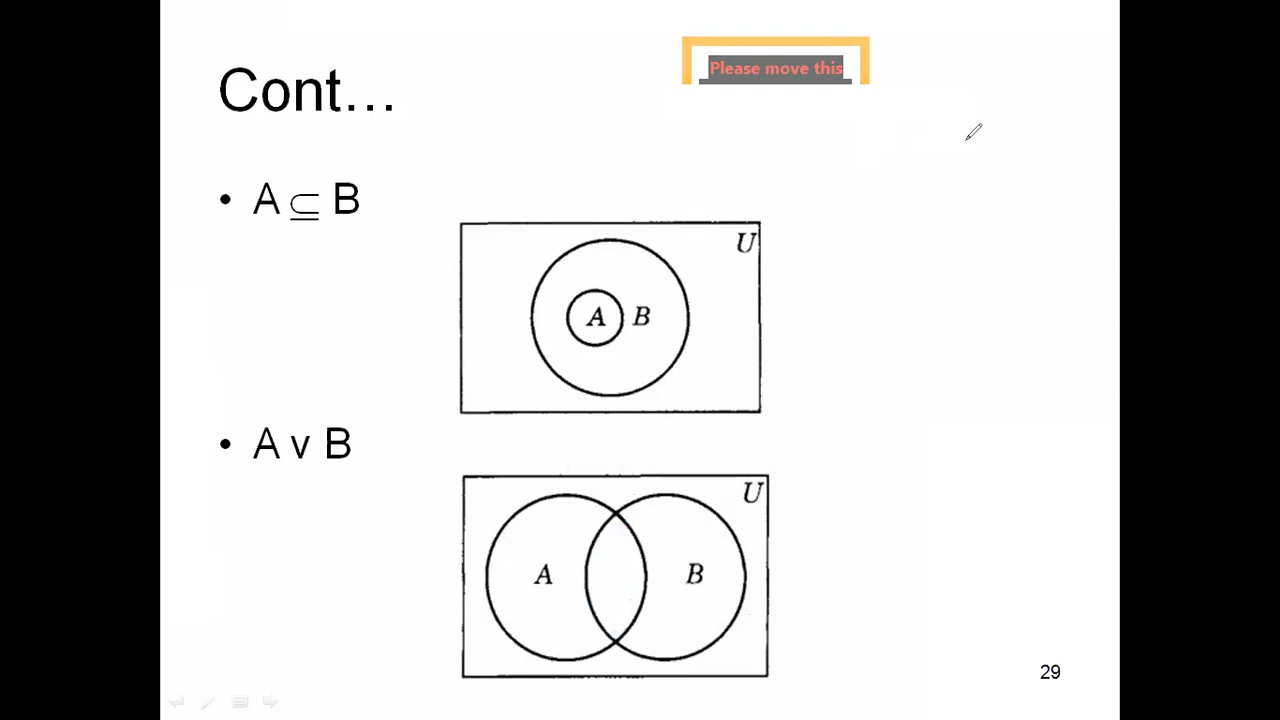 Please move this
Cont…
• A ⊆ B
U
A B
• A v B
U
A B
29